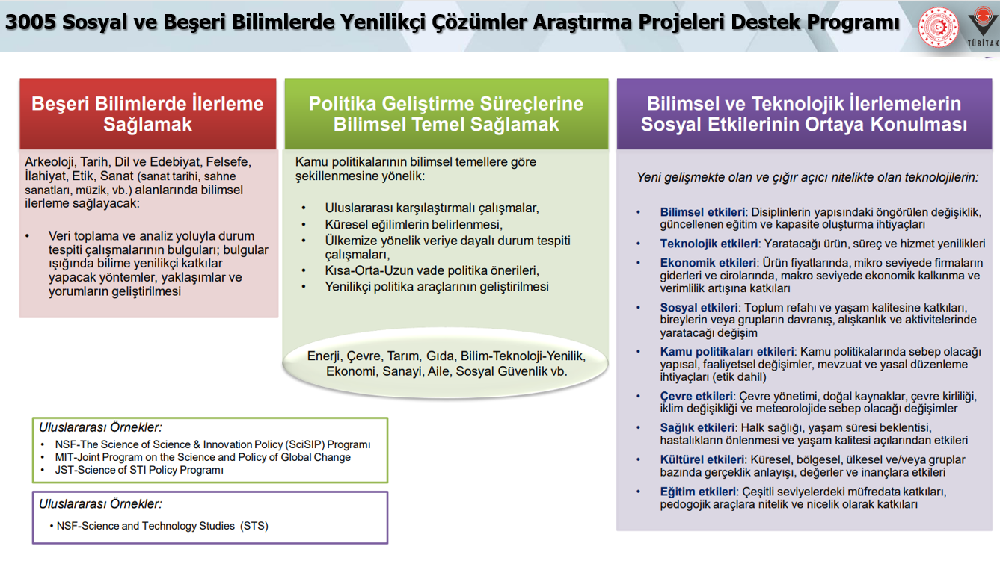 3005 Sosyal ve Beşeri Bilimlerde Yenilikçi Çözümler Araştırma Projeleri Destek Programı
TÜBİTAK
Beşeri Bilimlerde İlerleme
Sağlamak
Arkeoloji, Tarih, Dil ve Edebiyat, Felsefe,
İlahiyat, Etik, Sanat (sanat tarihi, sahne
sanatları, müzik, vb.) alanlarında bilimsel
ilerleme sağlayacak:
• Veri toplama ve analiz yoluyla durum
tespiti çalışmalarının bulguları; bulgular
ışığında bilime yenilikçi katkılar
yapacak yöntemler, yaklaşımlar ve
yorumların geliştirilmesi
Politika Geliştirme Süreçlerine
Bilimsel Temel Sağlamak
Kamu politikalarının bilimsel temellere göre
şekillenmesine yönelik:
• Uluslararası karşılaştırmalı çalışmalar,
• Küresel eğilimlerin belirlenmesi,
• Ülkemize yönelik veriye dayalı durum tespiti
çalışmaları,
• Kısa-Orta-Uzun vade politika önerileri,
• Yenilikçi politika araçlarının geliştirilmesi
Enerji, Çevre, Tarım, Gıda, Bilim-Teknoloji-Yenilik,
Ekonomi, Sanayi, Aile, Sosyal Güvenlik vb.
Bilimsel ve Teknolojik İlerlemelerin
Sosyal Etkilerinin Ortaya Konulması
Yeni gelişmekte olan ve çığır açıcı nitelikte olan teknolojilerin:
• Bilimsel etkileri: Disiplinlerin yapısındaki öngörülen değişiklik,
güncellenen eğitim ve kapasite oluşturma ihtiyaçları
• Teknolojik etkileri: Yaratacağı ürün, süreç ve hizmet yenilikleri
• Ekonomik etkileri: Ürün fiyatlarında, mikro seviyede firmaların
giderleri ve cirolarında, makro seviyede ekonomik kalkınma ve
verimlilik artışına katkıları
• Sosyal etkileri: Toplum refahı ve yaşam kalitesine katkıları,
bireylerin veya grupların davranış, alışkanlık ve aktivitelerinde
yaratacağı değişim
• Kamu politikaları etkileri: Kamu politikalarında sebep olacağı
yapısal, faaliyetsel değişimler, mevzuat ve yasal düzenleme
ihtiyaçları (etik dahil)
• Çevre etkileri: Çevre yönetimi, doğal kaynaklar, çevre kirliliği,
iklim değişikliği ve meteorolojide sebep olacağı değişimler
• Sağlık etkileri: Halk sağlığı, yaşam süresi beklentisi,
hastalıkların önlenmesi ve yaşam kalitesi açılarından etkileri
• Kültürel etkileri: Küresel, bölgesel, ülkesel ve/veya gruplar
bazında gerçeklik anlayışı, değerler ve inançlara etkileri
• Eğitim etkileri: Çeşitli seviyelerdeki müfredata katkıları,
pedogojik araçlara nitelik ve nicelik olarak katkıları
Uluslararası Örnekler:
• NSF-The Science of Science & Innovation Policy (SciSIP) Programı
• MIT-Joint Program on the Science and Policy of Global Change
• JST-Science of STI Policy Programı
Uluslararası Örnekler:
• NSF-Science and Technology Studies (STS)